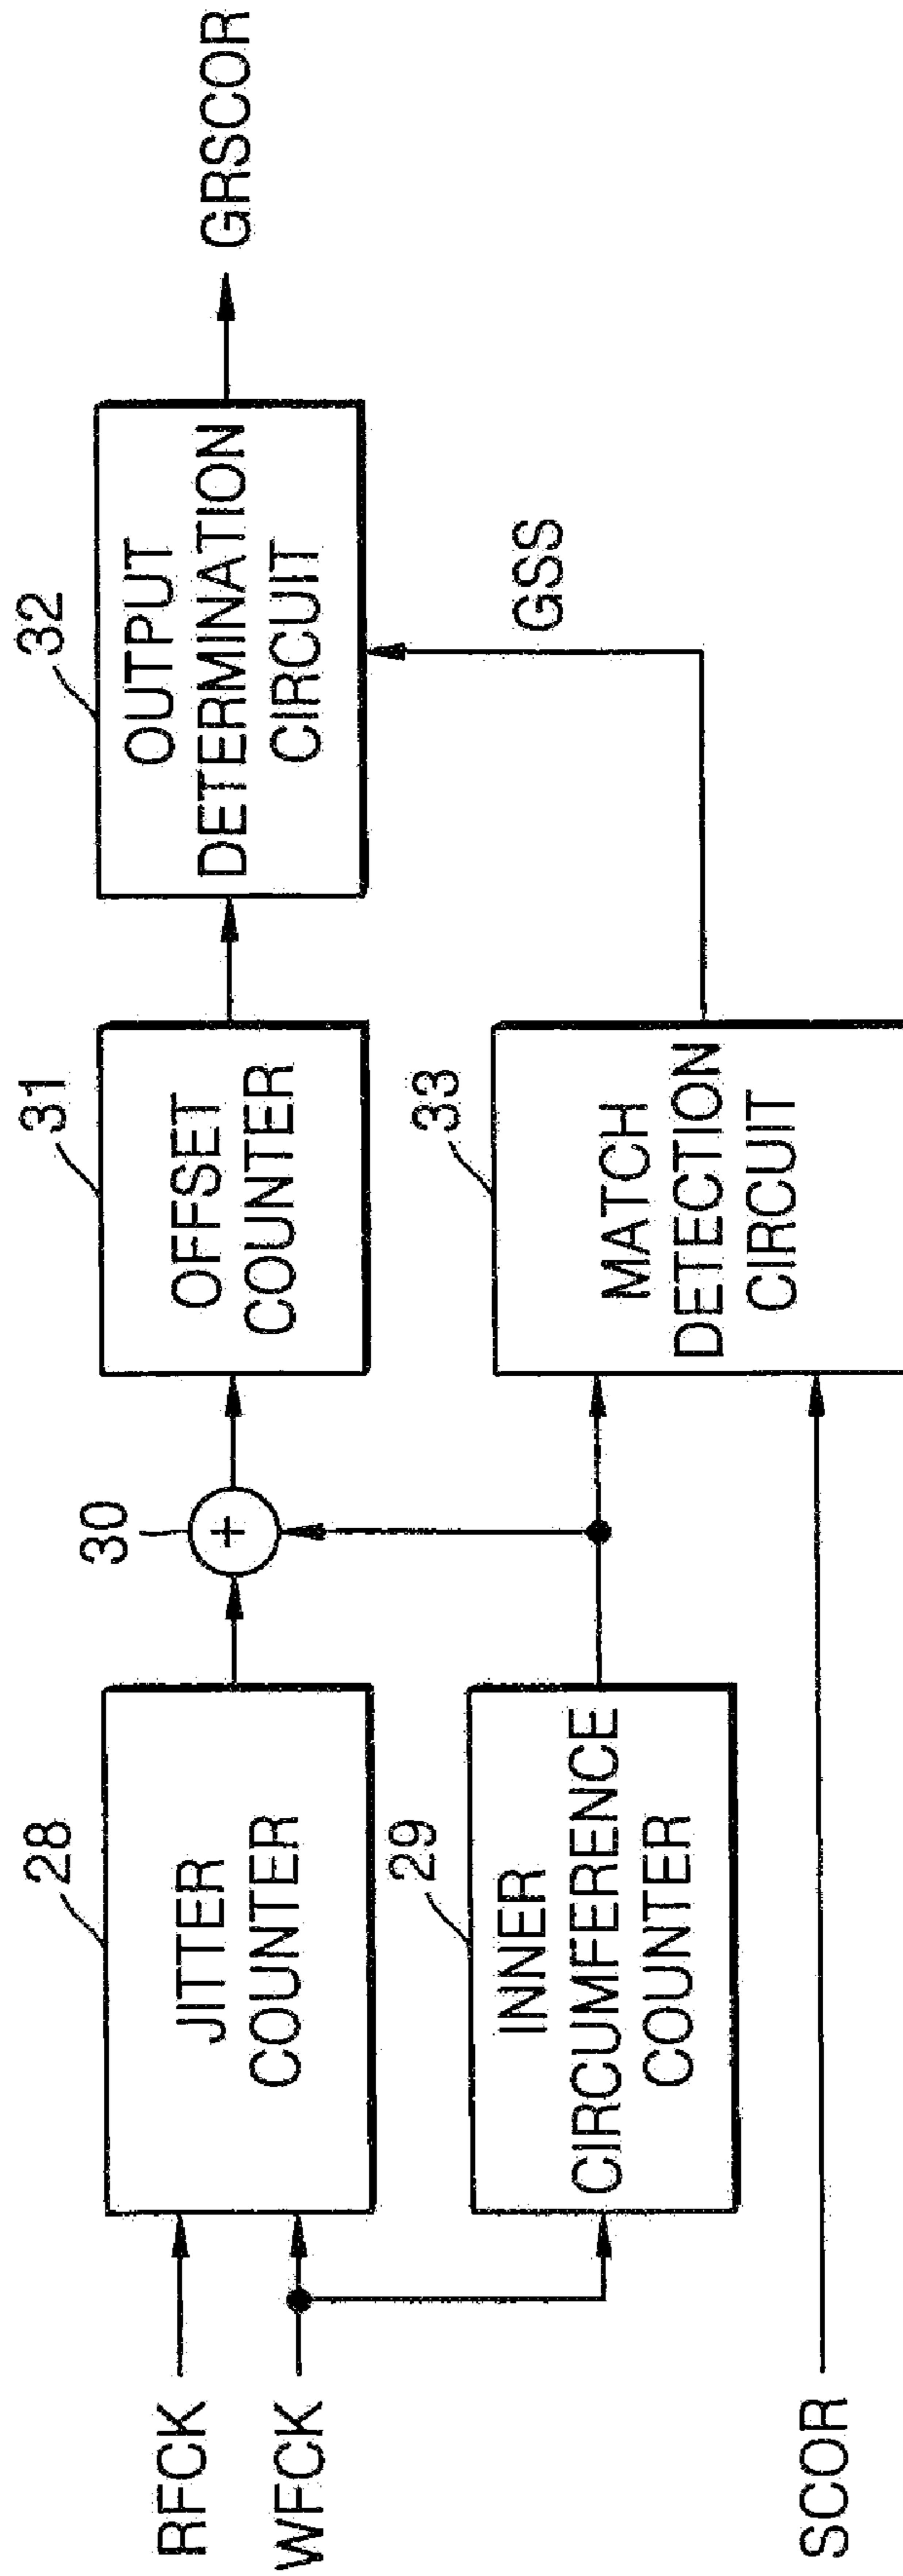 RFCK
WFCK
SCOR
28
JITTER
COUNTER
29
INNER
CIRCUMFERENCE
COUNTER
30
+
31
OFFSET
COUNTER
33
MATCH
DETECTION
CIRCUIT
32
OUTPUT
DETERMINATION
CIRCUIT
GSS
GRSCOR